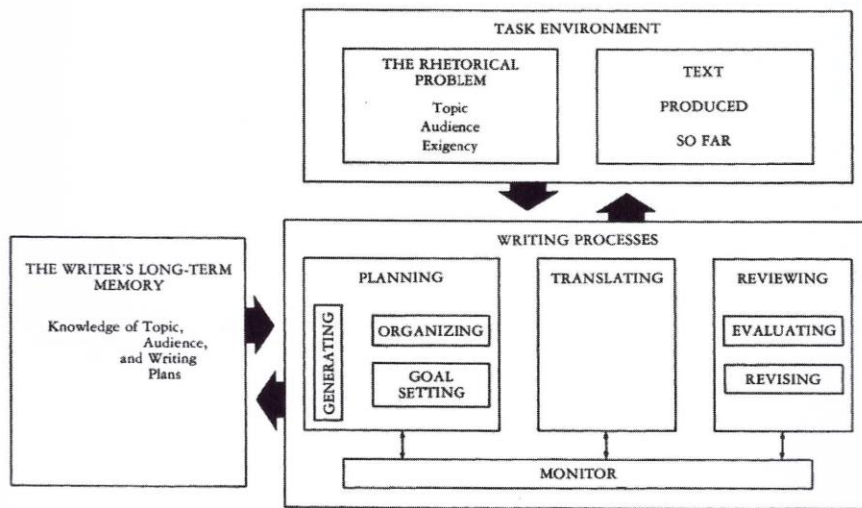 TASK ENVIRONMENT
THE RHETORICAL
PROBLEM
Topic
Audience
Exigency
TEXT
PRODUCED
SO FAR
WRITING PROCESSES
THE WRITER'S LONG-TERM
MEMORY
Knowledge of Topic,
Audience,
and Writing
Plans
PLANNING
GENERATING
ORGANIZING
GOAL
SETTING
TRANSLATING
REVIEWING
EVALUATING
REVISING
MONITOR